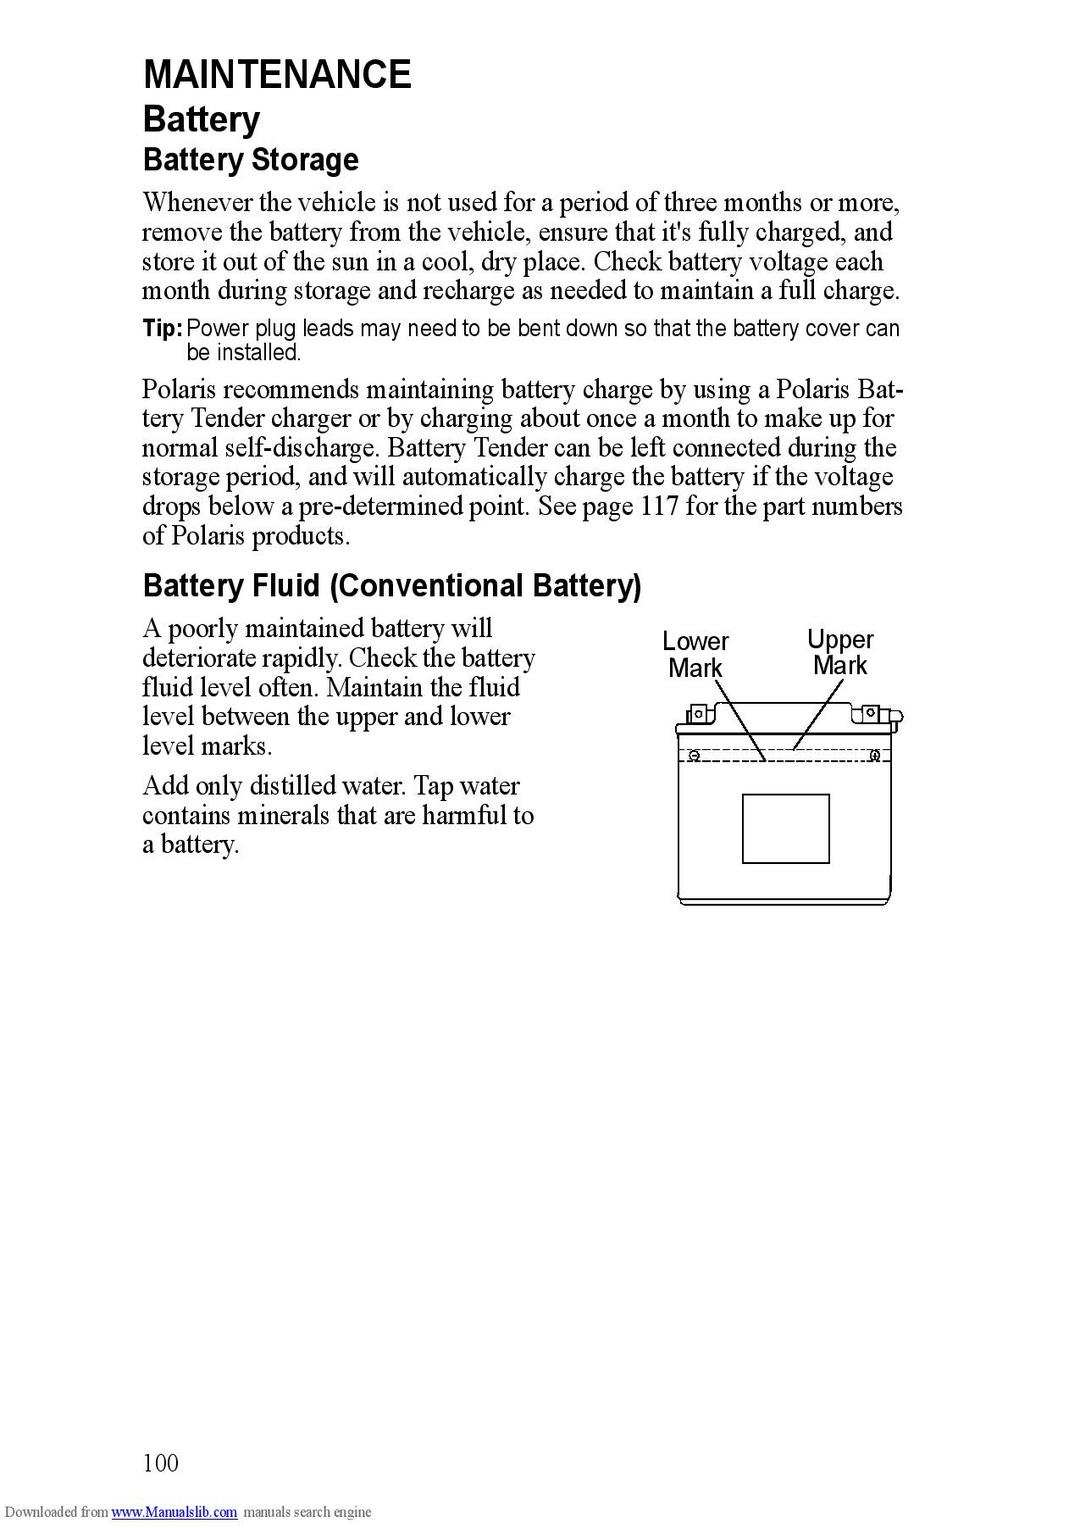 MAINTENANCE
Battery
Battery Storage
Whenever the vehicle is not used for a period of three months or more,
remove the battery from the vehicle, ensure that it's fully charged, and
store it out of the sun in a cool, dry place. Check battery voltage each
month during storage and recharge as needed to maintain a full charge.
Tip: Power plug leads may need to be bent down so that the battery cover can
be installed.
Polaris recommends maintaining battery charge by using a Polaris Bat-
tery Tender charger or by charging about once a month to make up for
normal self-discharge. Battery Tender can be left connected during the
storage period, and will automatically charge the battery if the voltage
drops below a pre-determined point. See page 117 for the part numbers
of Polaris products.
Battery Fluid (Conventional Battery)
A poorly maintained battery will
deteriorate rapidly. Check the battery
fluid level often. Maintain the fluid
level between the upper and lower
level marks.
Add only distilled water. Tap water
contains minerals that are harmful to
a battery.
Lower
Mark
Upper
Mark
100
Downloaded from www.Manualslib.com manuals search engine